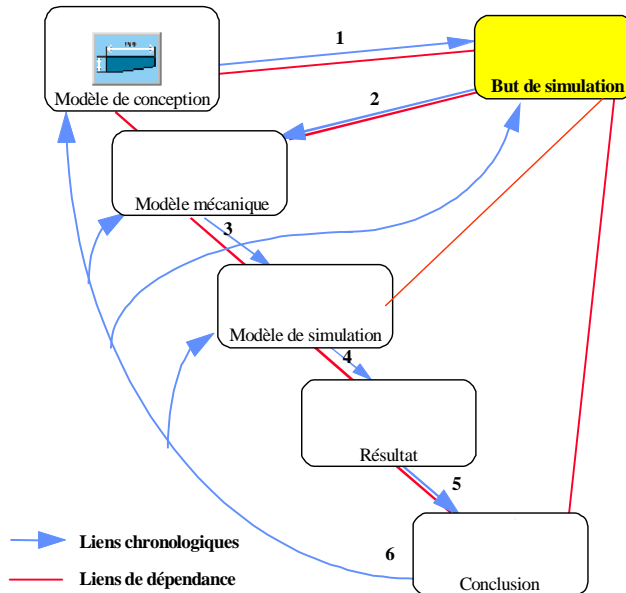 1
Modèle de conception
But de simulation
2
Modèle mécanique
3
Modèle de simulation
4
Résultat
5
Liens chronologiques
6
Liens de dépendance
Conclusion